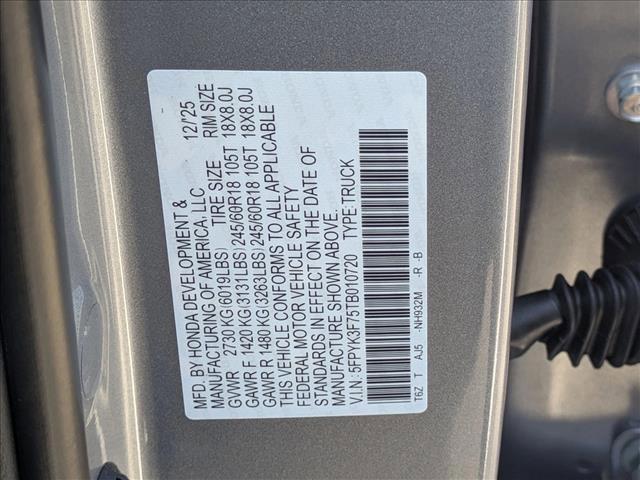 MFD. BY HONDA DEVELOPMENT & 12/'25
MANUFACTURING OF AMERICA, LLC
TIRE SIZE RIM SIZE
GVWR 2730 KG (6019LBS)
GAWR F 1420 KG(3131LBS) 245/60R18 105T 18X8.0J
GAWR R 1480 KG(3263LBS) 245/60R18 105T 18X8.0J
THIS VEHICLE CONFORMS TO ALL APPLICABLE
FEDERAL MOTOR VEHICLE SAFETY
STANDARDS IN EFFECT ON THE DATE OF
MANUFACTURE SHOWN ABOVE.
V.I.N.: 5FPYK3F75TB010720 TYPE:TRUCK
T6Z T AJ5 -NH932M -R -B